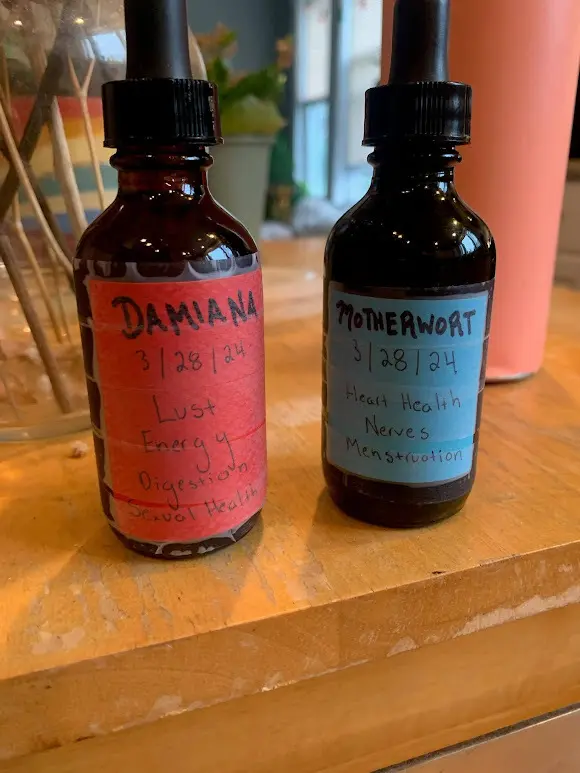 DAMIANA
3/28/24
Lust
Energy
Digestion
Sexual Health
MOTHERWORT
3/28/24
Heart Health
Nerves
Menstruation